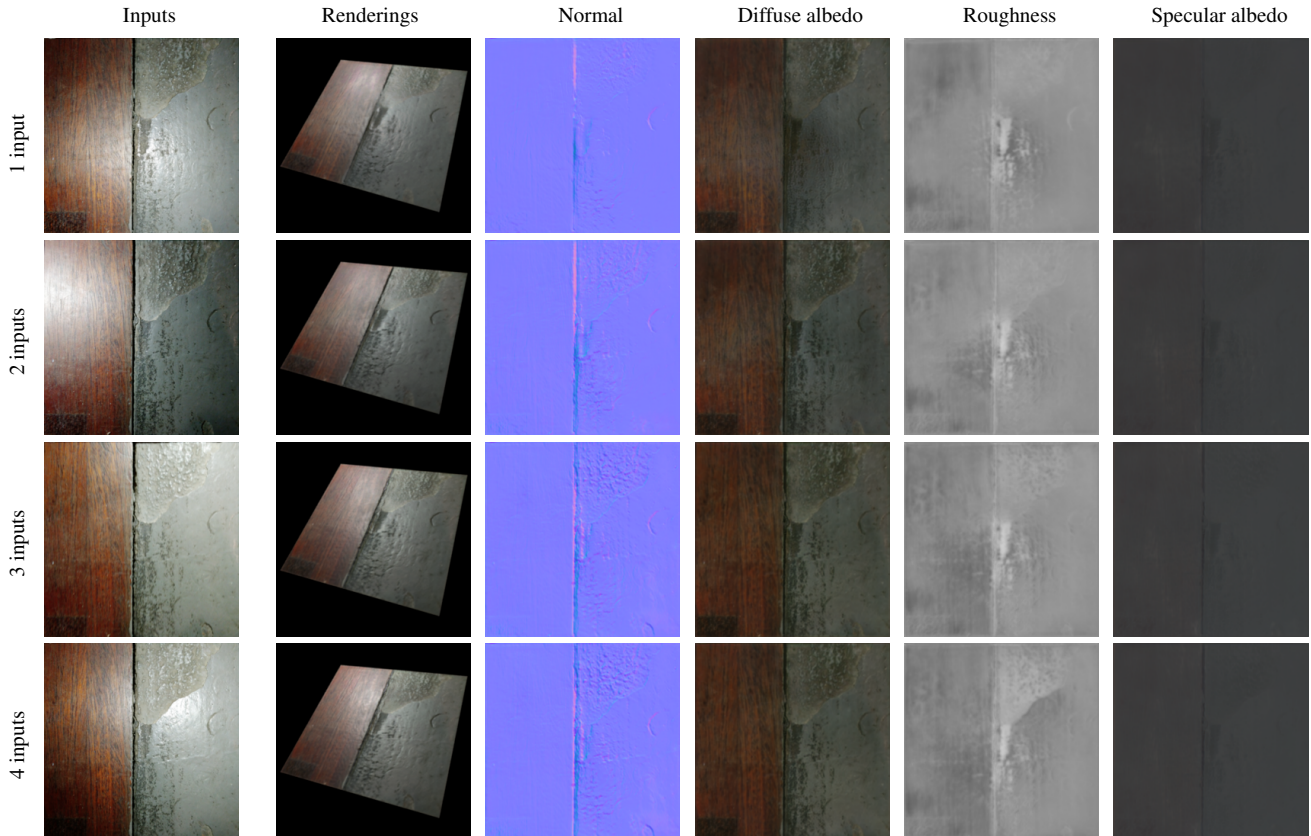 Inputs Renderings Normal Diffuse albedo Roughness Specular albedo
1 input
2 inputs
3 inputs
4 inputs